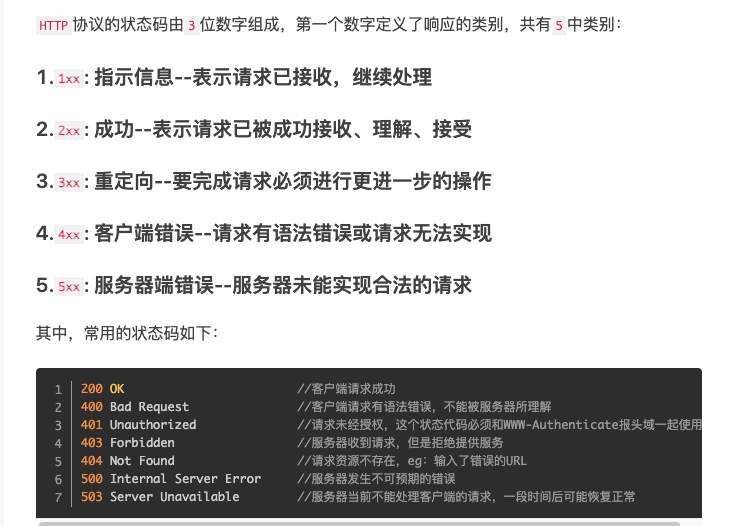 HTTP协议的状态码由3位数字组成，第一个数字定义了响应的类别，共有5中类别：
1.1xx: 指示信息--表示请求已接收，继续处理
2.2xx: 成功--表示请求已被成功接收、理解、接受
3.3xx: 重定向--要完成请求必须进行更进一步的操作
4.4xx: 客户端错误--请求有语法错误或请求无法实现
5.5xx: 服务器端错误--服务器未能实现合法的请求
其中，常用的状态码如下：
1 200 OK //客户端请求成功
2 400 Bad Request //客户端请求有语法错误，不能被服务器所理解
3 401 Unauthorized //请求未经授权，这个状态代码必须和WWW-Authenticate报头域一起使用
4 403 Forbidden //服务器收到请求，但是拒绝提供服务
5 404 Not Found //请求资源不存在，eg：输入了错误的URL
6 500 Internal Server Error //服务器发生不可预期的错误
7 503 Server Unavailable //服务器当前不能处理客户端的请求，一段时间后可能恢复正常